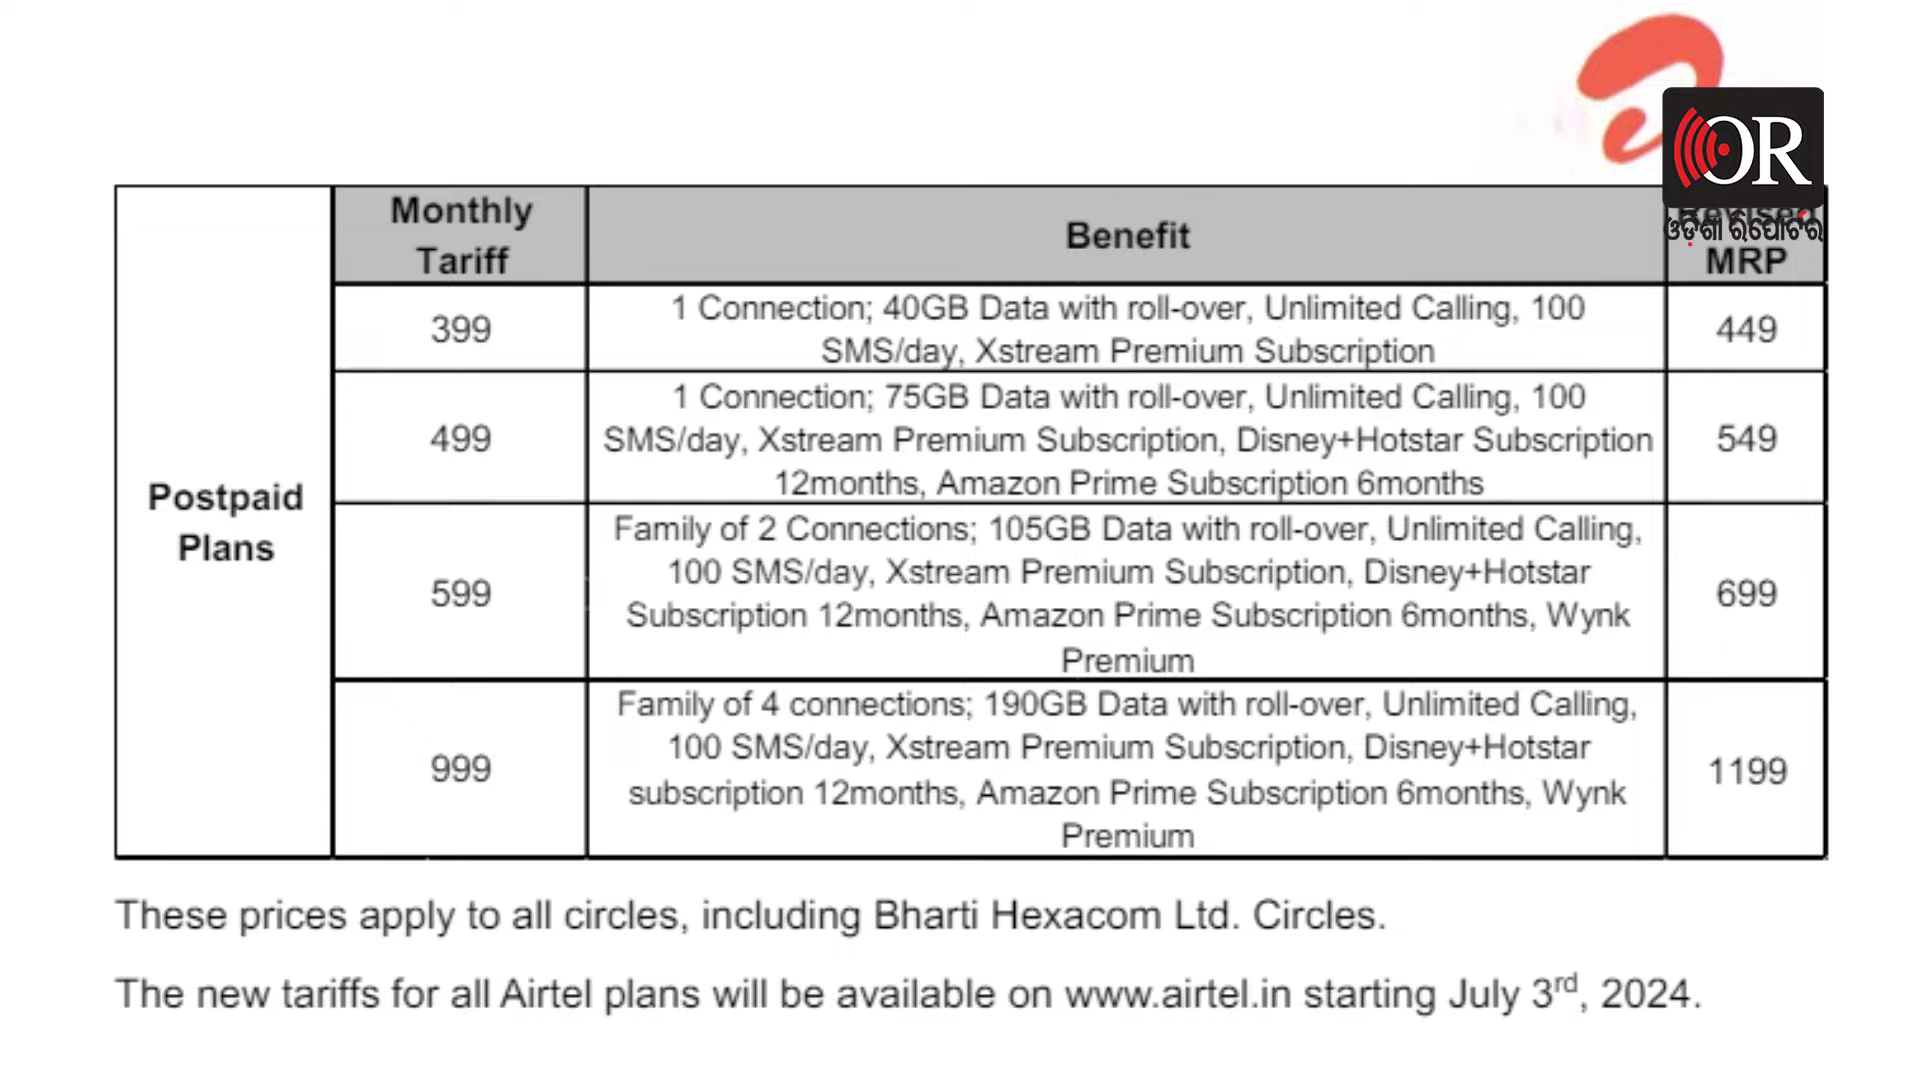 OR
ଓଡ଼ିଶା ରିପୋର୍ଟର
Monthly
Tariff
Benefit
Revised
MRP
Postpaid
Plans
399
1 Connection; 40GB Data with roll-over, Unlimited Calling, 100
SMS/day, Xstream Premium Subscription
449
499
1 Connection; 75GB Data with roll-over, Unlimited Calling, 100
SMS/day, Xstream Premium Subscription, Disney+Hotstar Subscription
12months, Amazon Prime Subscription 6months
549
599
Family of 2 Connections; 105GB Data with roll-over, Unlimited Calling,
100 SMS/day, Xstream Premium Subscription, Disney+Hotstar
Subscription 12months, Amazon Prime Subscription 6months, Wynk
Premium
699
999
Family of 4 connections; 190GB Data with roll-over, Unlimited Calling,
100 SMS/day, Xstream Premium Subscription, Disney+Hotstar
subscription 12months, Amazon Prime Subscription 6months, Wynk
Premium
1199
These prices apply to all circles, including Bharti Hexacom Ltd. Circles.
The new tariffs for all Airtel plans will be available on www.airtel.in starting July 3rd, 2024.